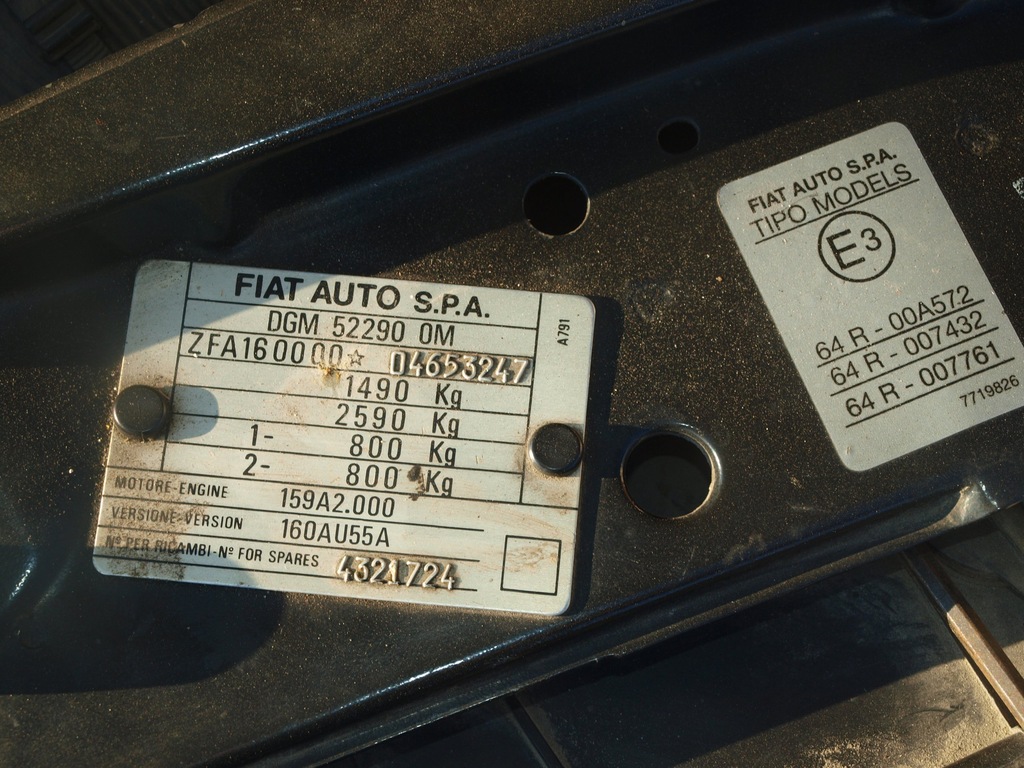 FIAT AUTO S.P.A.
DGM 52290 OM
ZFA160000☆ 04653247
1490 Kg
2590 Kg
1- 800 Kg
2- 800 Kg
MOTORE-ENGINE 159A2.000
VERSIONE-VERSION 160AU55A
Nº PER RICAMBI-Nº FOR SPARES 4321724
A791
FIAT AUTO S.P.A.
TIPO MODELS
E3
64 R - 00A572
64 R - 007432
64 R - 007761
7719826